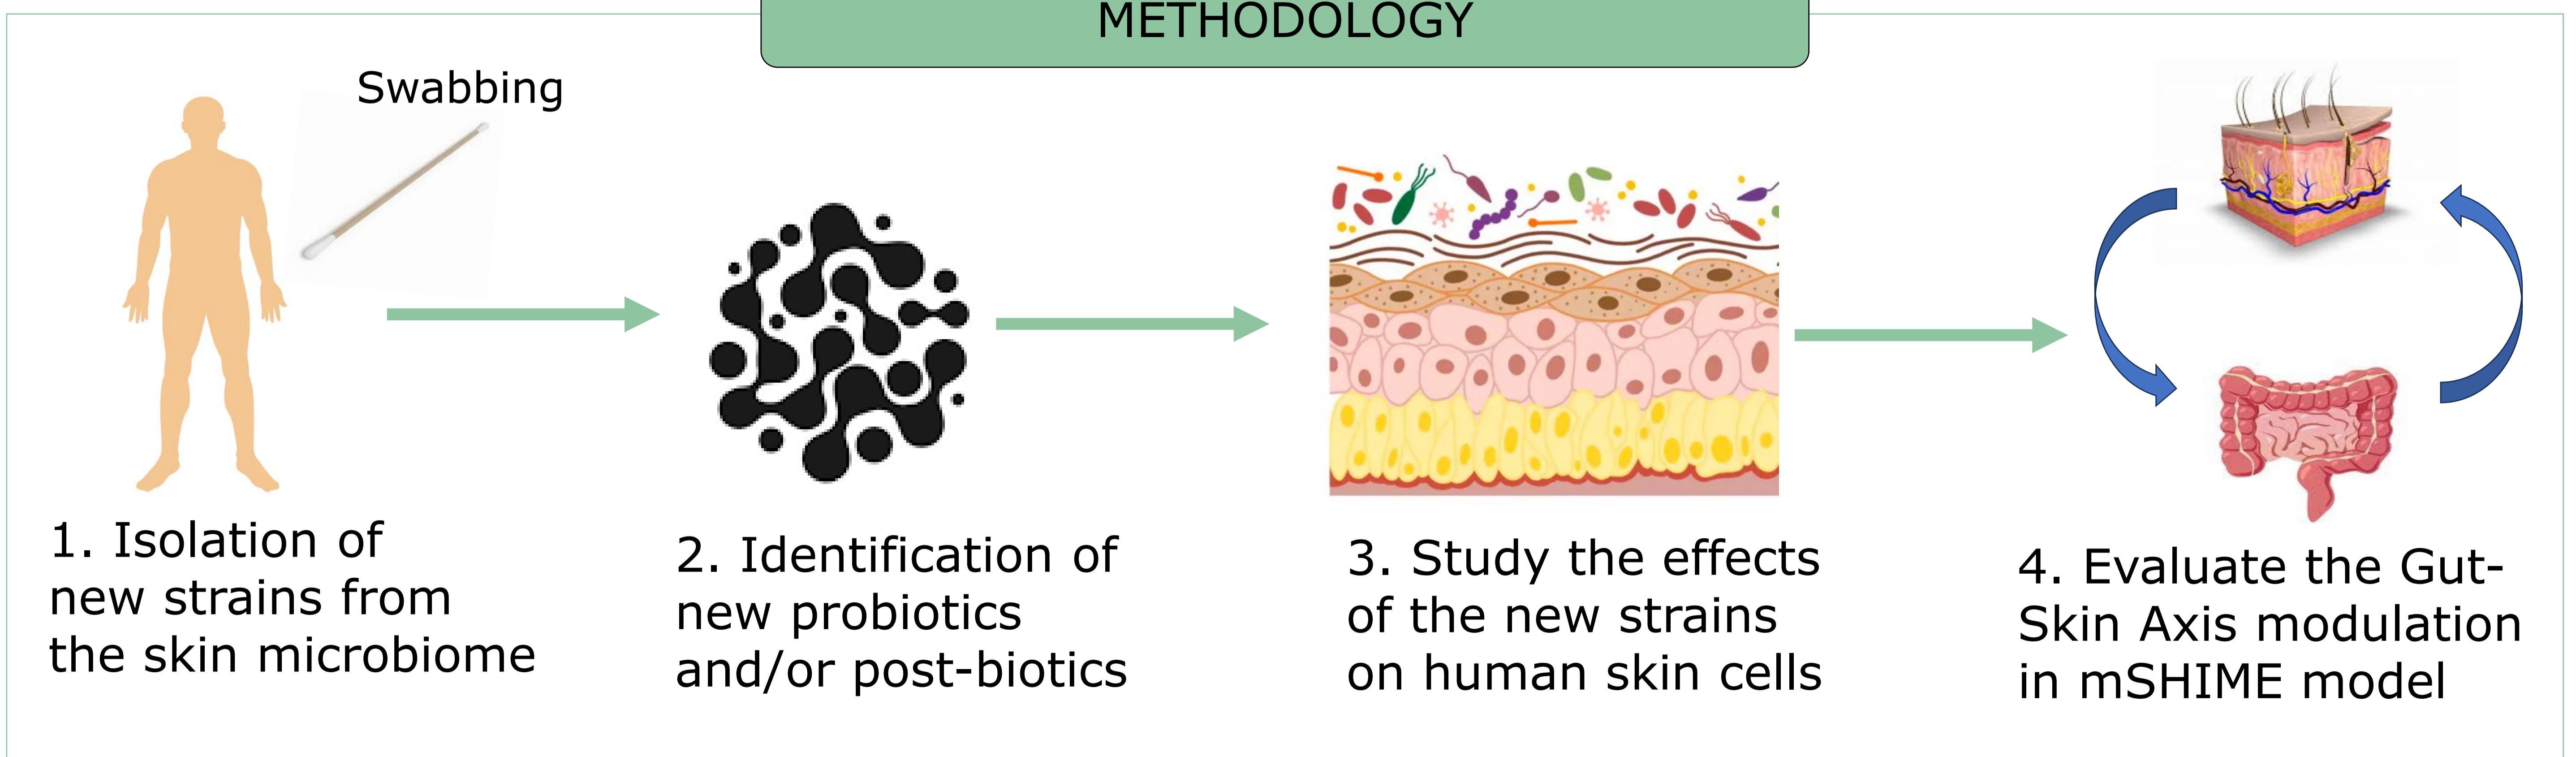 METHODOLOGY
Swabbing
1. Isolation of
new strains from
the skin microbiome
2. Identification of
new probiotics
and/or post-biotics
3. Study the effects
of the new strains
on human skin cells
4. Evaluate the Gut-
Skin Axis modulation
in mSHIME model